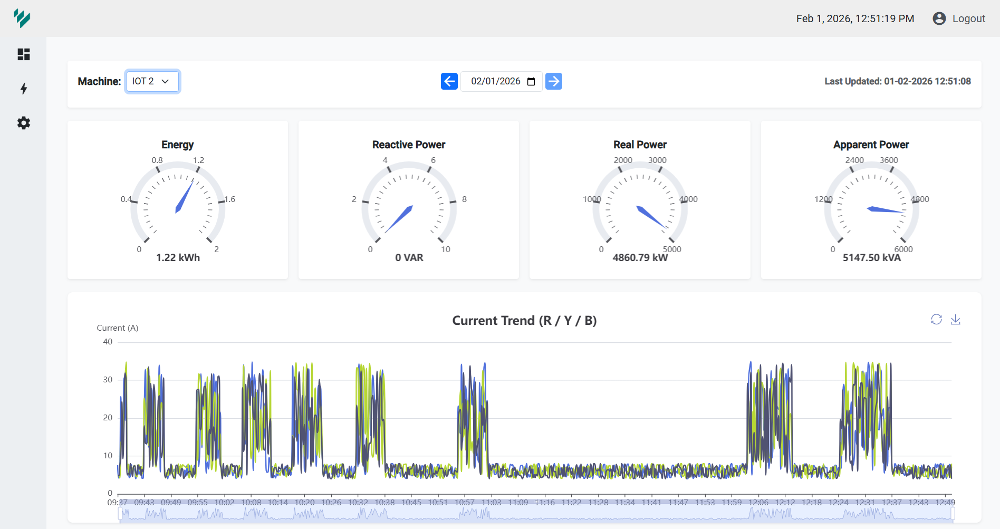 Feb 1, 2026, 12:51:19 PM Logout
Machine: IOT 2 02/01/2026 Last Updated: 01-02-2026 12:51:08
Energy
0 0.4 0.8 1.2 1.6 2
1.22 kWh
Reactive Power
0 2 4 6 8 10
0 VAR
Real Power
0 1000 2000 3000 4000 5000
4860.79 kW
Apparent Power
0 1200 2400 3600 4800 6000
5147.50 kVA
Current Trend (R / Y / B)
Current (A)
40
30
20
10
0
09:37 09:43 09:49 09:55 10:02 10:08 10:14 10:20 10:26 10:32 10:38 10:45 10:51 10:57 11:03 11:09 11:16 11:22 11:28 11:34 11:41 11:47 11:53 11:59 12:06 12:12 12:18 12:24 12:31 12:37 12:43 12:49